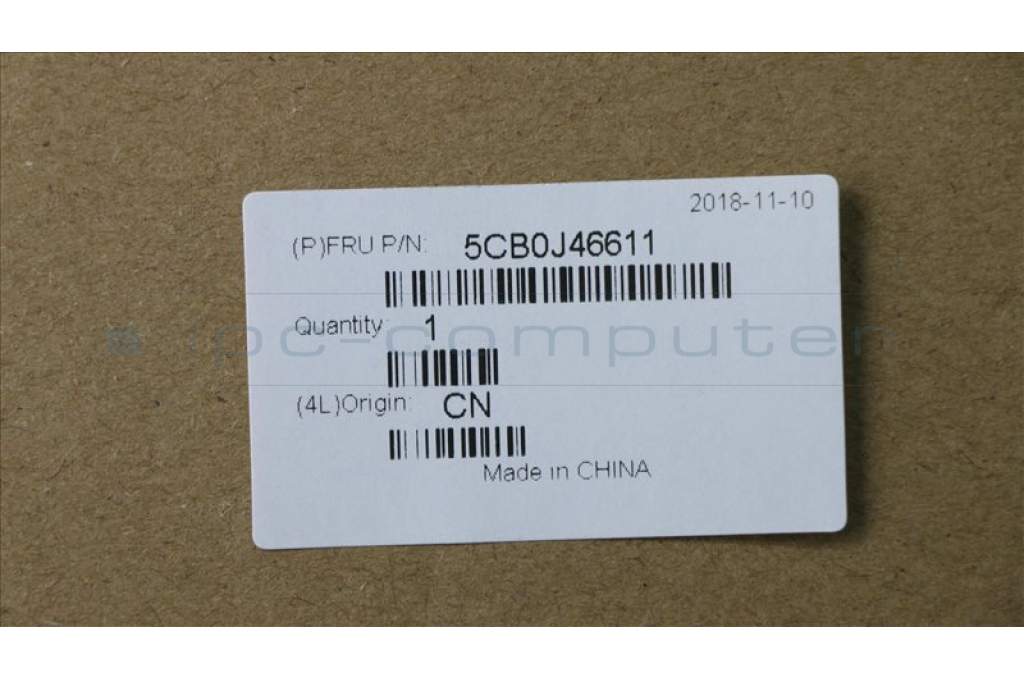 2018-11-10
(P)FRU P/N: 5CB0J46611
Quantity: 1
ipc-computer
(4L)Origin: CN
Made in CHINA